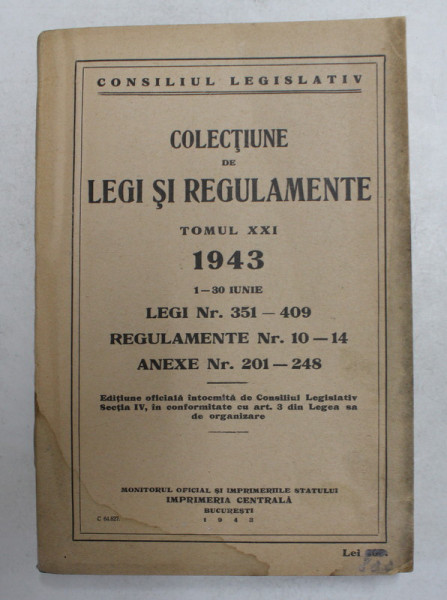 CONSILIUL LEGISLATIV
COLECŢIUNE
DE
LEGI ŞI REGULAMENTE
TOMUL XXI
1943
1—30 IUNIE
LEGI Nr. 351 — 409
REGULAMENTE Nr. 10 — 14
ANEXE Nr. 201 — 248
Ediţiune oficială întocmită de Consiliul Legislativ
Secţia IV, în conformitate cu art. 3 din Legea sa
de organizare
MONITORUL OFICIAL ŞI IMPRIMERIILE STATULUI
IMPRIMERIA CENTRALĂ
BUCUREŞTI
1943
Lei